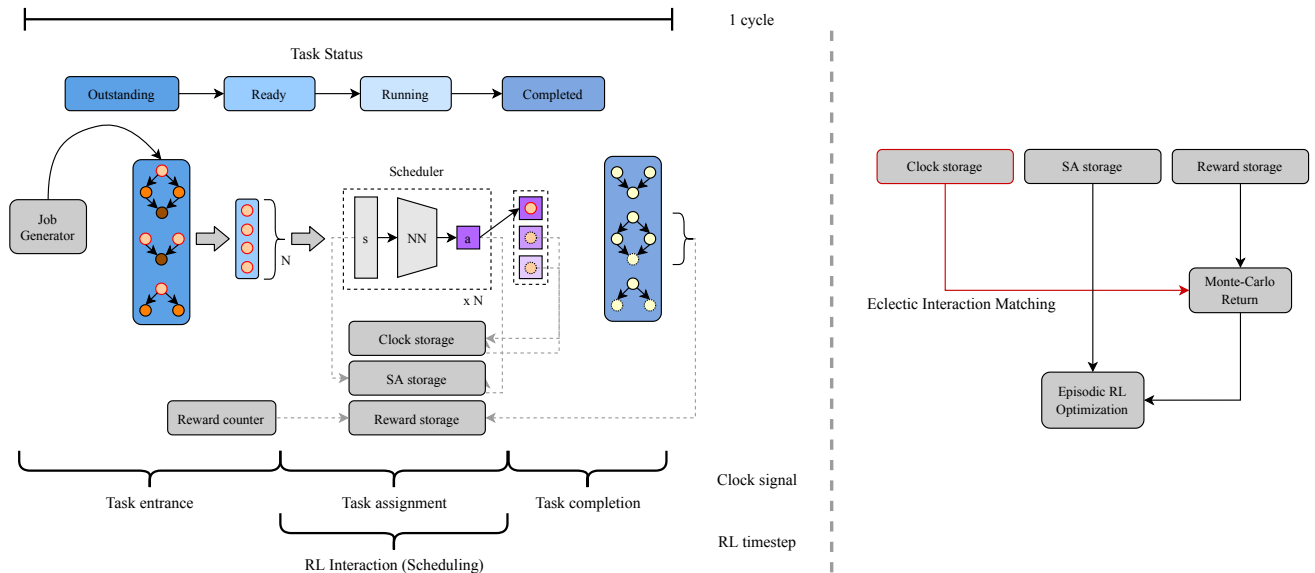 1 cycle
Task Status
Outstanding
Ready
Running
Completed
Job
Generator
N
Scheduler
s
NN
a
x N
Clock storage
SA storage
Reward counter
Reward storage
Task entrance
Task assignment
Task completion
Clock signal
RL Interaction (Scheduling)
RL timestep
Clock storage
SA storage
Reward storage
Eclectic Interaction Matching
Monte-Carlo
Return
Episodic RL
Optimization